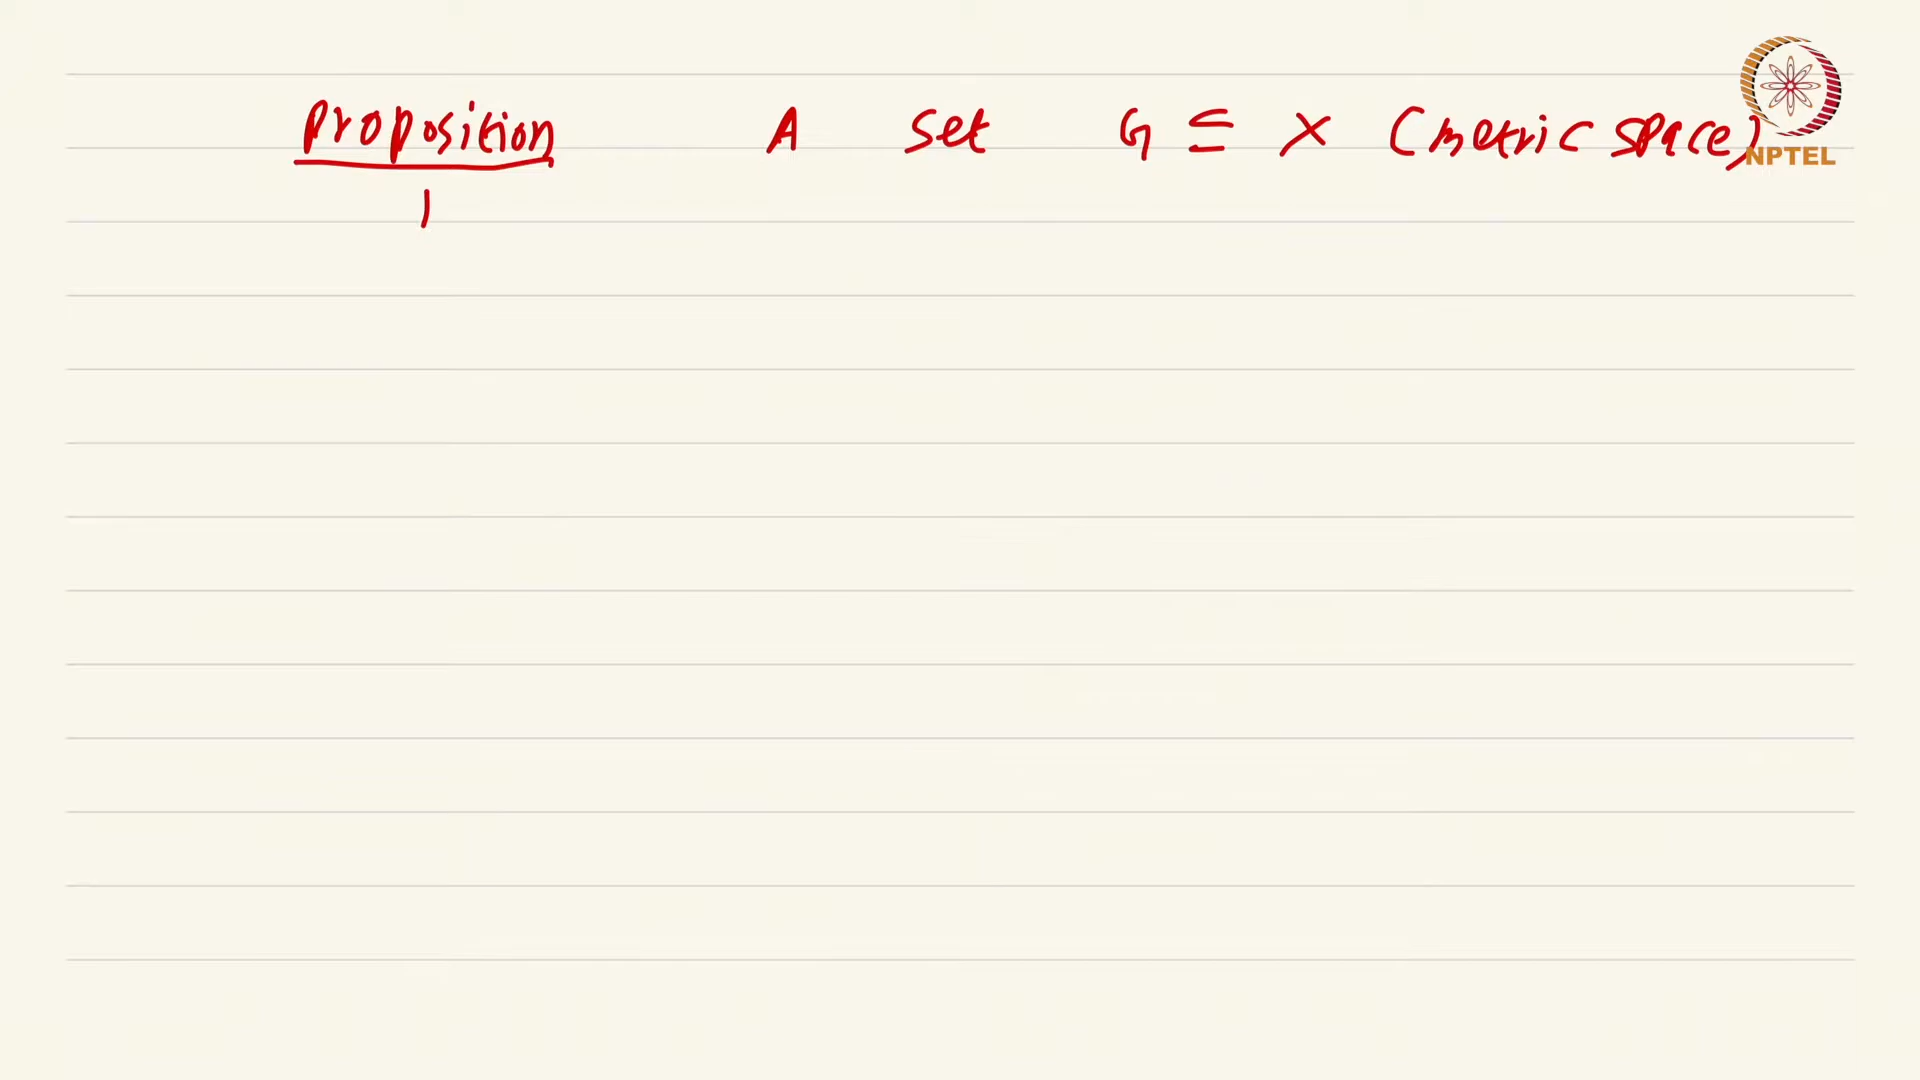 Proposition A set G ⊆ X (metric space)
1
NPTEL